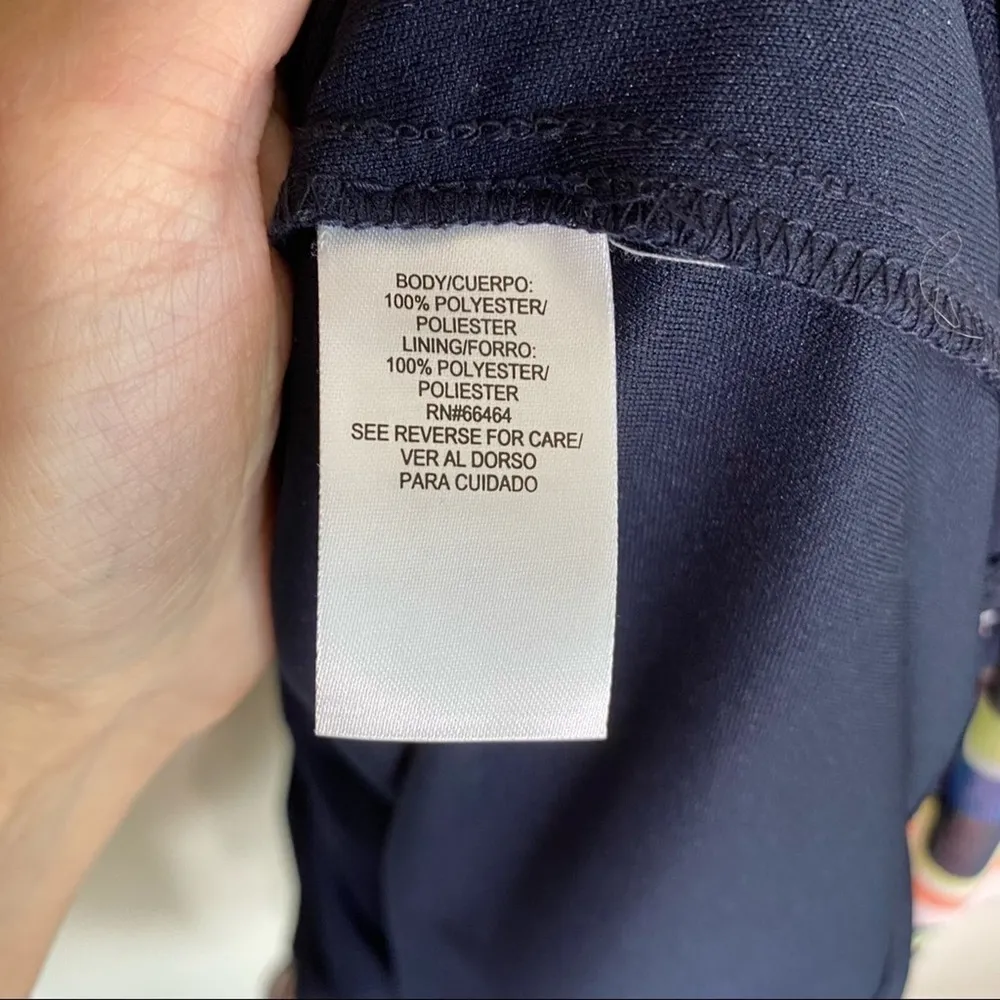 BODY/CUERPO:
100% POLYESTER/
POLIESTER
LINING/FORRO:
100% POLYESTER/
POLIESTER
RN#66464
SEE REVERSE FOR CARE/
VER AL DORSO
PARA CUIDADO